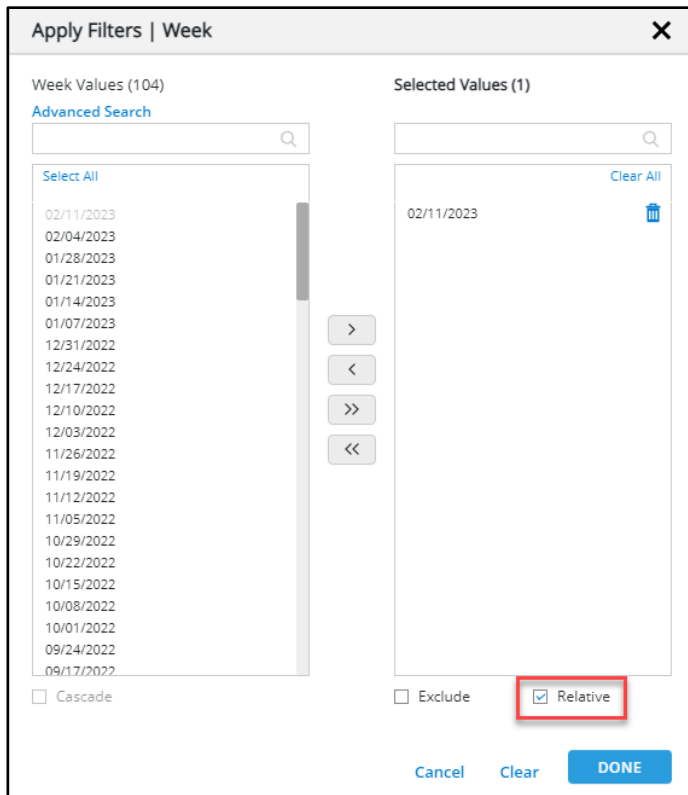 Apply Filters | Week
Week Values (104)
Advanced Search
Select All
02/11/2023
02/04/2023
01/28/2023
01/21/2023
01/14/2023
01/07/2023
12/31/2022
12/24/2022
12/17/2022
12/10/2022
12/03/2022
11/26/2022
11/19/2022
11/12/2022
11/05/2022
10/29/2022
10/22/2022
10/15/2022
10/08/2022
10/01/2022
09/24/2022
09/17/2022
Cascade
Selected Values (1)
Clear All
02/11/2023
Exclude
Relative
Cancel
Clear
DONE